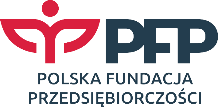 PFP
POLSKA FUNDACJA
PRZEDSIĘBIORCZOŚCI